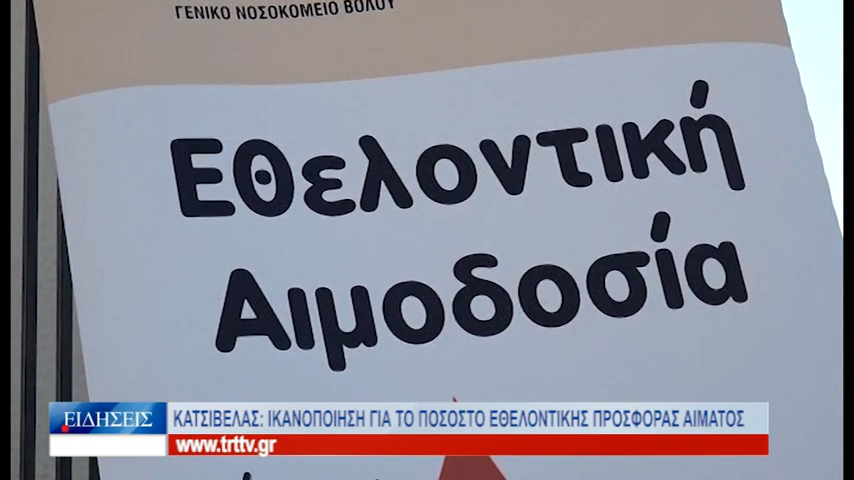 ΓΕΝΙΚΟ ΝΟΣΟΚΟΜΕΙΟ ΒΟΛΟΥ
Εθελοντική
Αιμοδοσία
ΕΙΔΗΣΕΙΣ
ΚΑΤΣΙΒΕΛΑΣ: ΙΚΑΝΟΠΟΙΗΣΗ ΓΙΑ ΤΟ ΠΟΣΟΣΤΟ ΕΘΕΛΟΝΤΙΚΗΣ ΠΡΟΣΦΟΡΑΣ ΑΙΜΑΤΟΣ
www.trttv.gr